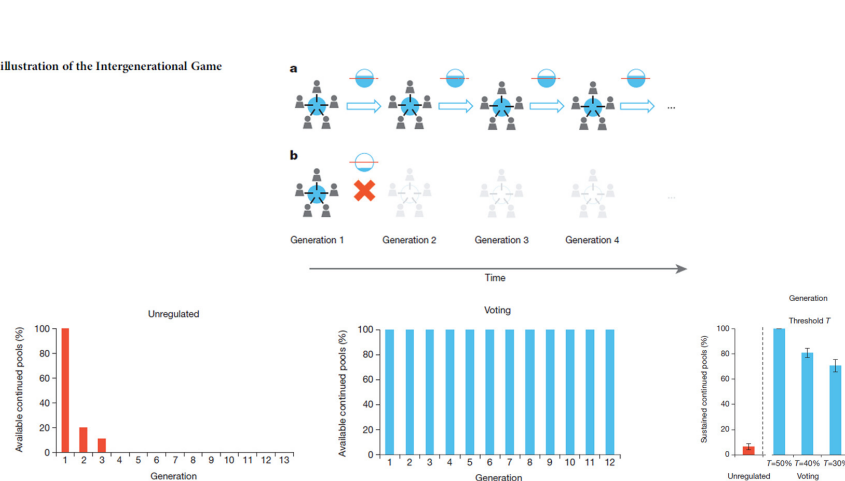 illustration of the Intergenerational Game
a
...
b
...
Generation 1 Generation 2 Generation 3 Generation 4
Time
Unregulated
Available continued pools (%)
100
80
60
40
20
0
1 2 3 4 5 6 7 8 9 10 11 12 13
Generation
Voting
Available continued pools (%)
100
80
60
40
20
0
1 2 3 4 5 6 7 8 9 10 11 12
Generation
Generation
Threshold T
Sustained continued pools (%)
100
80
60
40
20
0
T=50% T=40% T=30%
Unregulated Voting